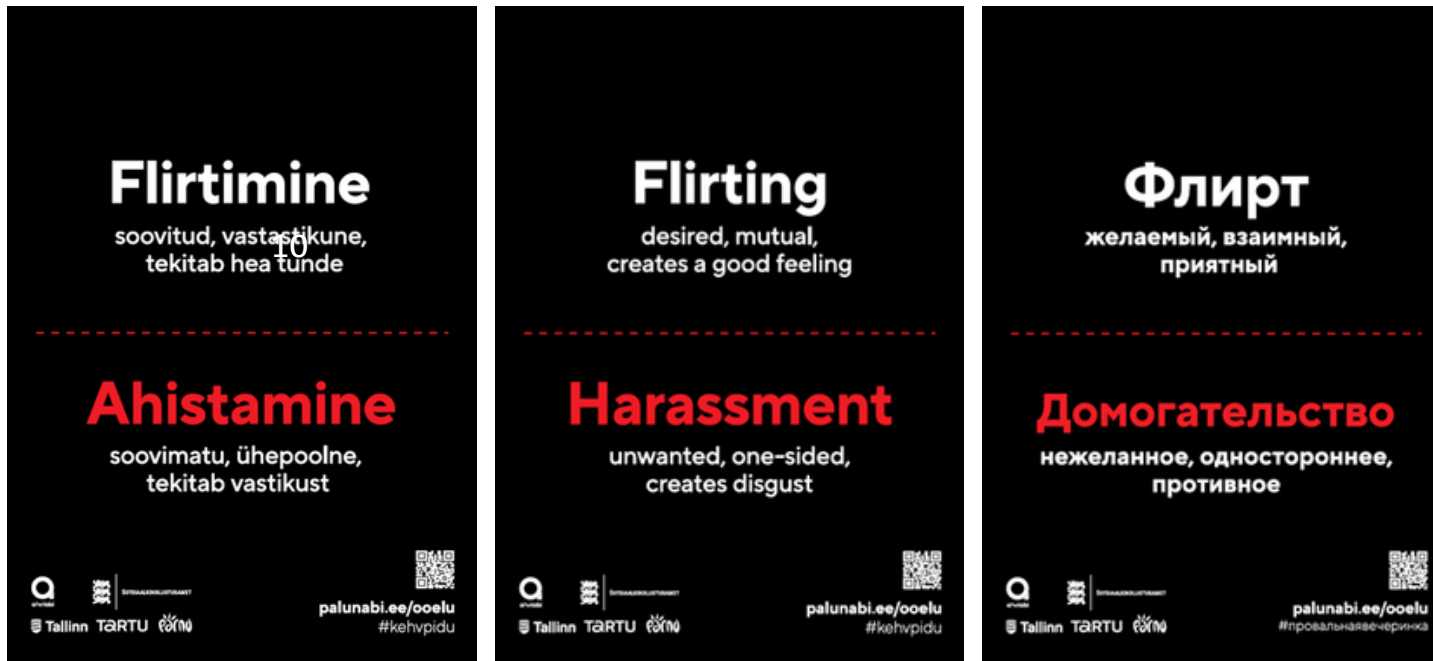 Flirtimine
soovitud, vastastikune,
tekitab hea tunde
10
Ahistamine
soovimatu, ühepoolne,
tekitab vastikust
palunabi.ee/ooelu
#kehvpidu
Tallinn TARTU
Flirting
desired, mutual,
creates a good feeling
Harassment
unwanted, one-sided,
creates disgust
palunabi.ee/ooelu
#kehvpidu
Tallinn TARTU
Флирт
желаемый, взаимный,
приятный
Домогательство
нежеланное, одностороннее,
противное
palunabi.ee/ooelu
#провальнаявечеринка
Tallinn TARTU